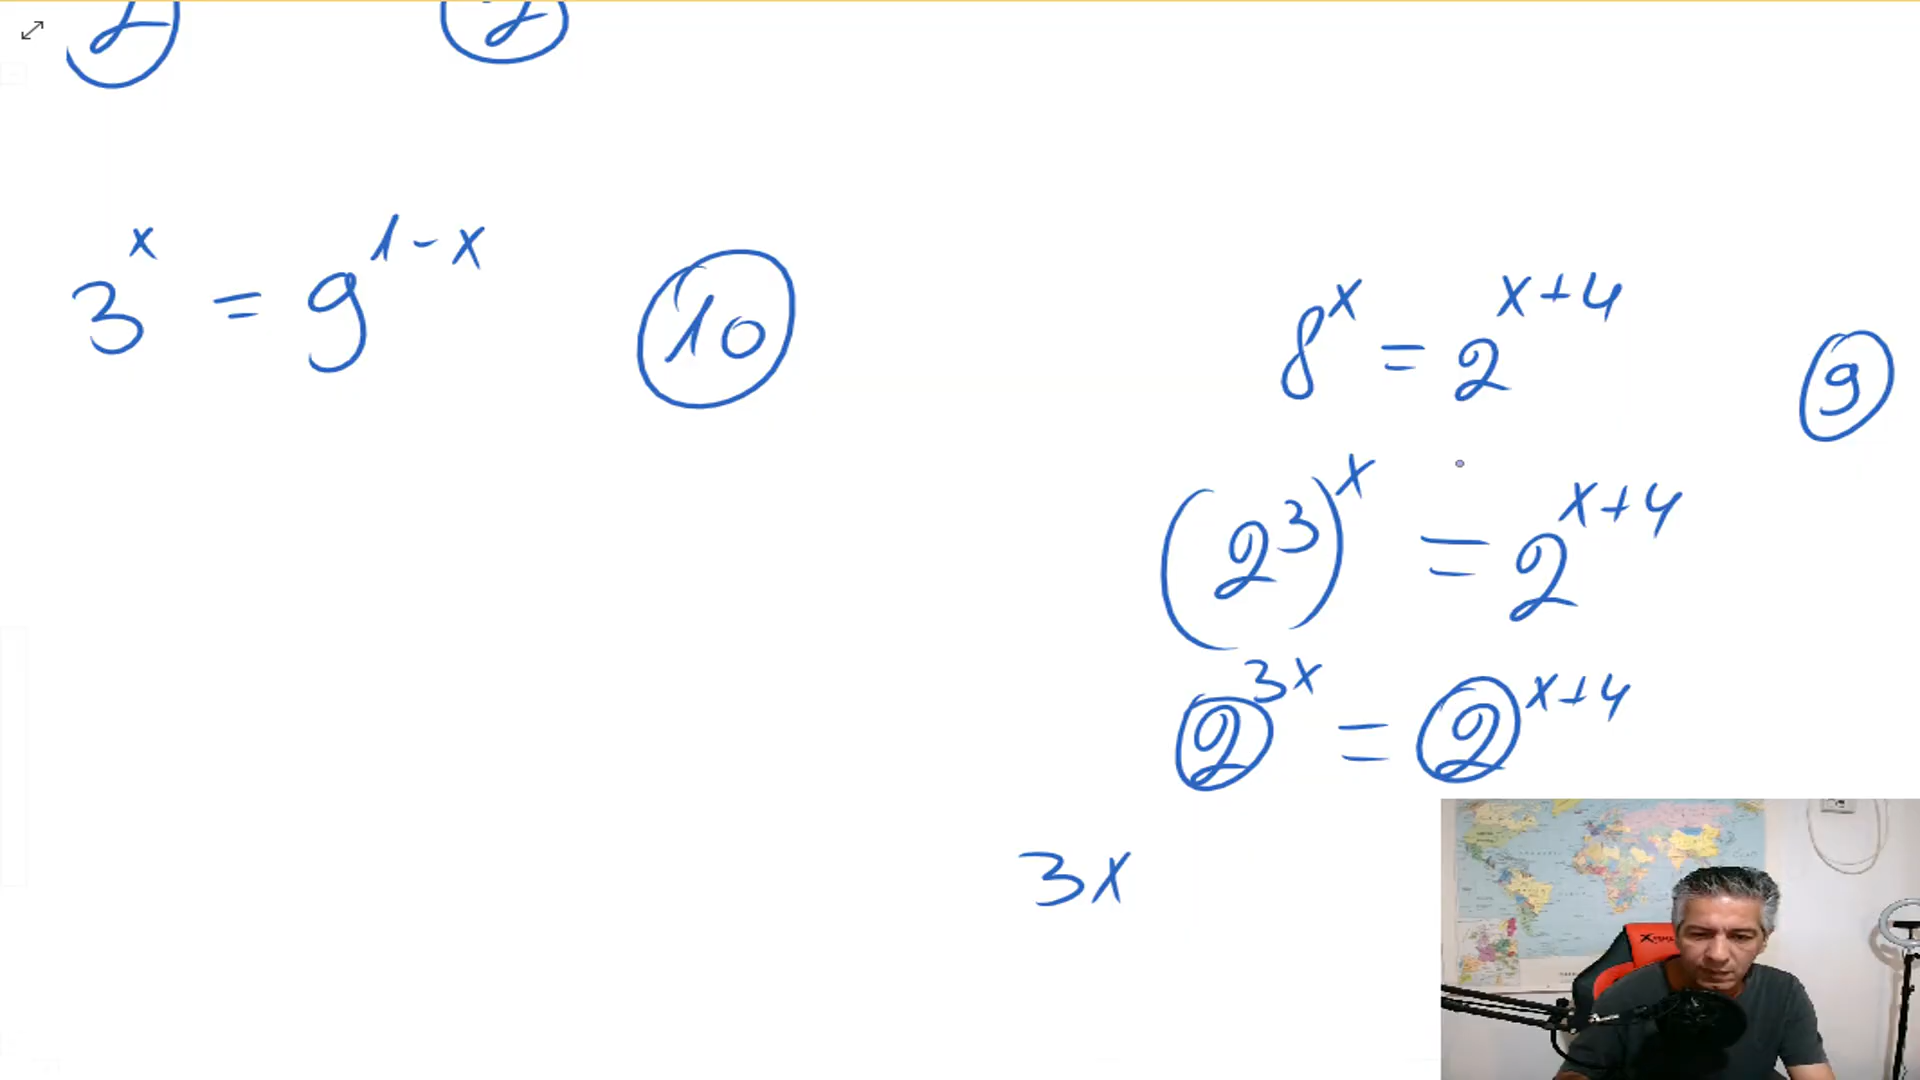 3^x = 9^{1-x} 10
8^x = 2^{x+4} 9
(2^3)^x = 2^{x+4}
2^{3x} = 2^{x+4}
3x